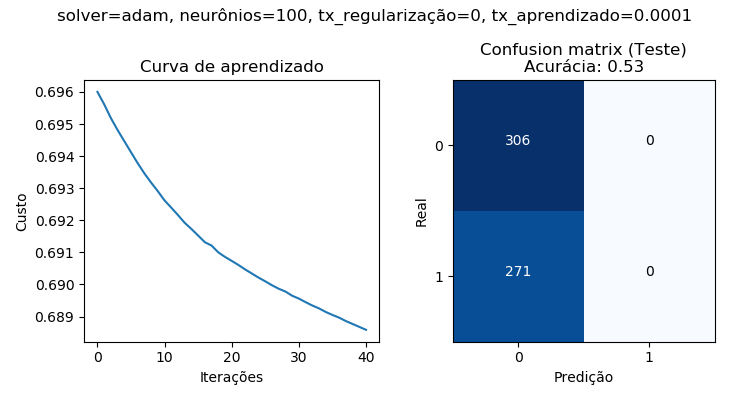 solver=adam, neurônios=100, tx_regularização=0, tx_aprendizado=0.0001
Curva de aprendizado
0.696
0.695
0.694
0.693
0.692
0.691
0.690
0.689
Custo
0 10 20 30 40
Iterações
Confusion matrix (Teste)
Acurácia: 0.53
Real
0 306 0
1 271 0
0 1
Predição